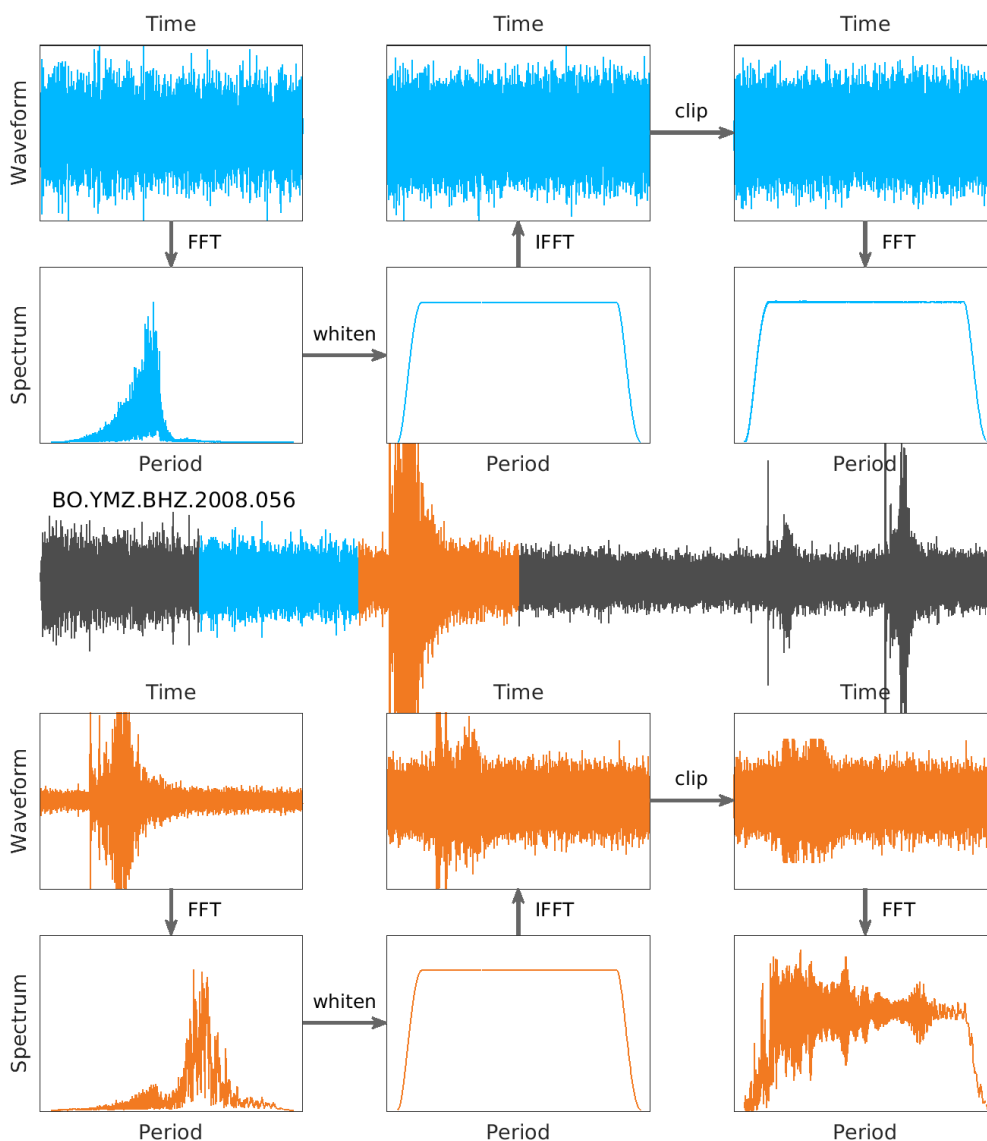 Time Time Time
Waveform
clip
FFT IFFT FFT
Spectrum
whiten
Period Period Period
BO.YMZ.BHZ.2008.056
Time Time Time
Waveform
clip
FFT IFFT FFT
Spectrum
whiten
Period Period Period